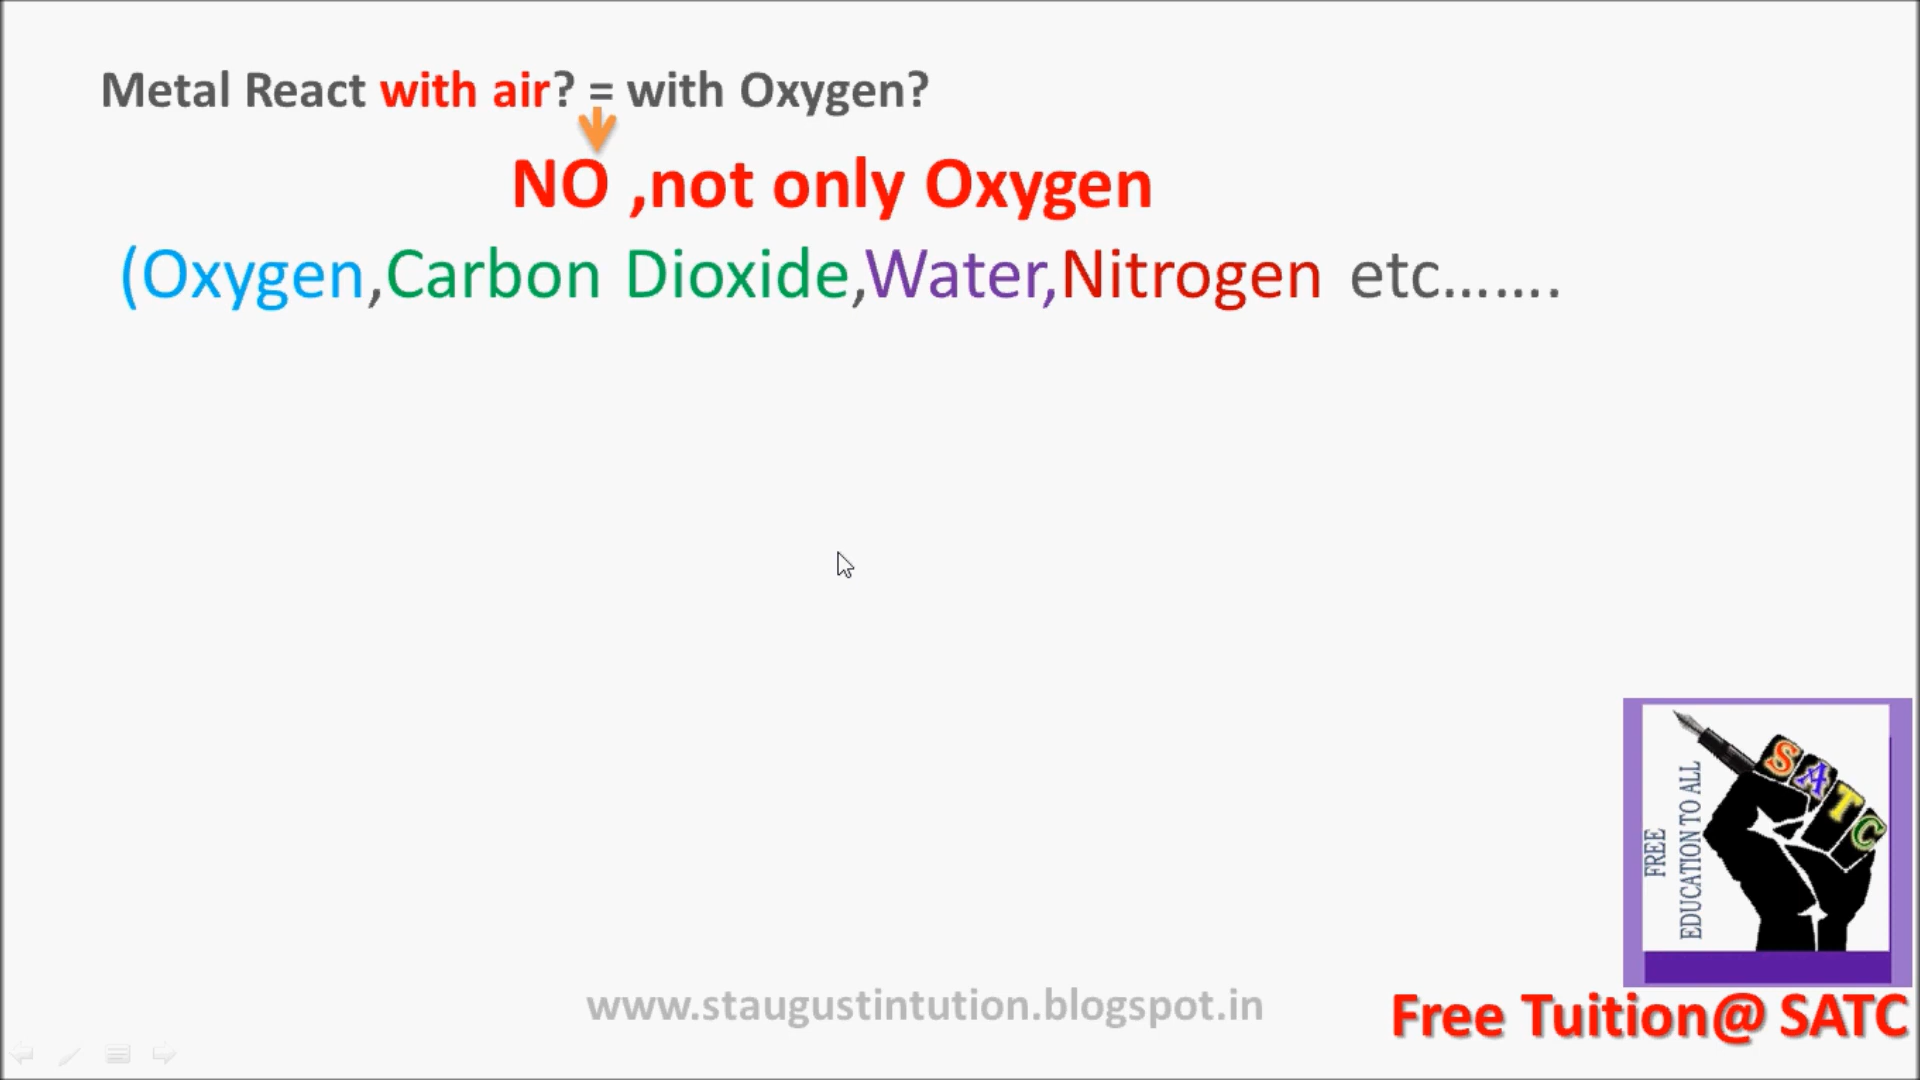 Metal React with air? = with Oxygen?
NO ,not only Oxygen
(Oxygen,Carbon Dioxide,Water,Nitrogen etc…….
SATC
FREE
EDUCATION TO ALL
www.staugustintution.blogspot.in
Free Tuition@ SATC